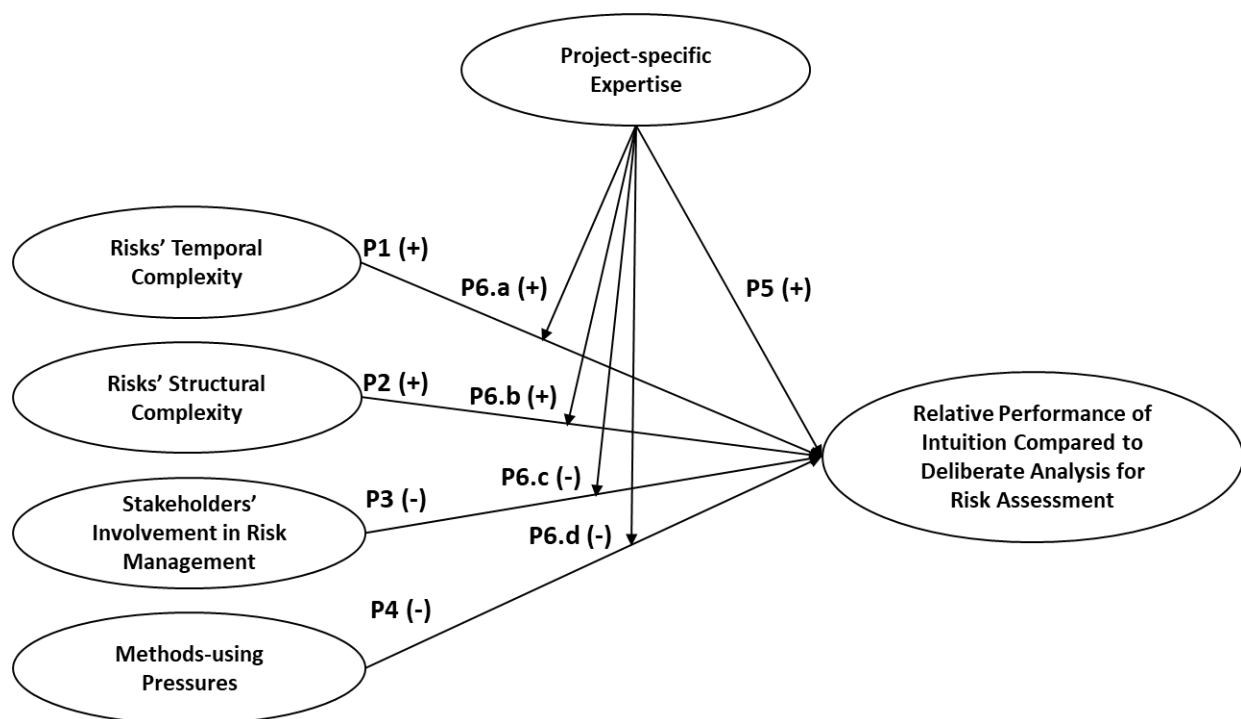 Project-specific
Expertise
Risks’ Temporal
Complexity
P1 (+)
P6.a (+)
P5 (+)
Risks’ Structural
Complexity
P2 (+)
P6.b (+)
Relative Performance of
Intuition Compared to
Deliberate Analysis for
Risk Assessment
Stakeholders’
Involvement in Risk
Management
P3 (-)
P6.c (-)
P6.d (-)
P4 (-)
Methods-using
Pressures